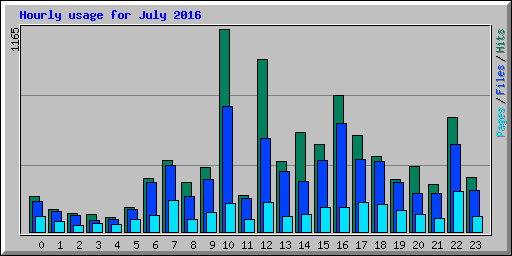 Hourly usage for July 2016
1165
Pages/Files/Hits
0 1 2 3 4 5 6 7 8 9 10 11 12 13 14 15 16 17 18 19 20 21 22 23